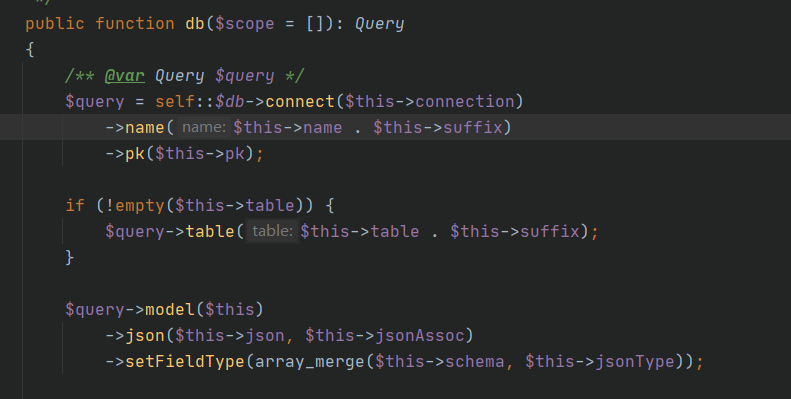 */
public function db($scope = []): Query
{
/** @var Query $query */
$query = self::$db->connect($this->connection)
->name( name: $this->name . $this->suffix)
->pk($this->pk);
if (!empty($this->table)) {
$query->table( table: $this->table . $this->suffix);
}
$query->model($this)
->json($this->json, $this->jsonAssoc)
->setFieldType(array_merge($this->schema, $this->jsonType));